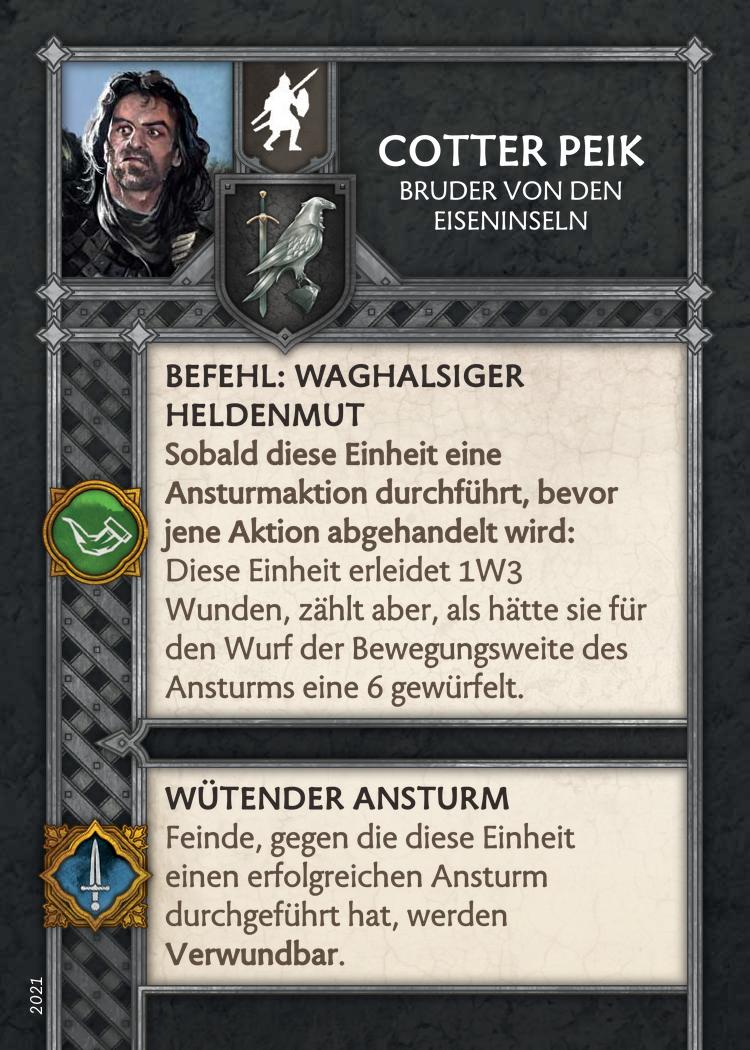 COTTER PEIK
BRUDER VON DEN
EISENINSELN
BEFEHL: WAGHALSIGER
HELDENMUT
Sobald diese Einheit eine
Ansturmaktion durchführt, bevor
jene Aktion abgehandelt wird:
Diese Einheit erleidet 1W3
Wunden, zählt aber, als hätte sie für
den Wurf der Bewegungsweite des
Ansturms eine 6 gewürfelt.
WÜTENDER ANSTURM
Feinde, gegen die diese Einheit
einen erfolgreichen Ansturm
durchgeführt hat, werden
Verwundbar.
2021